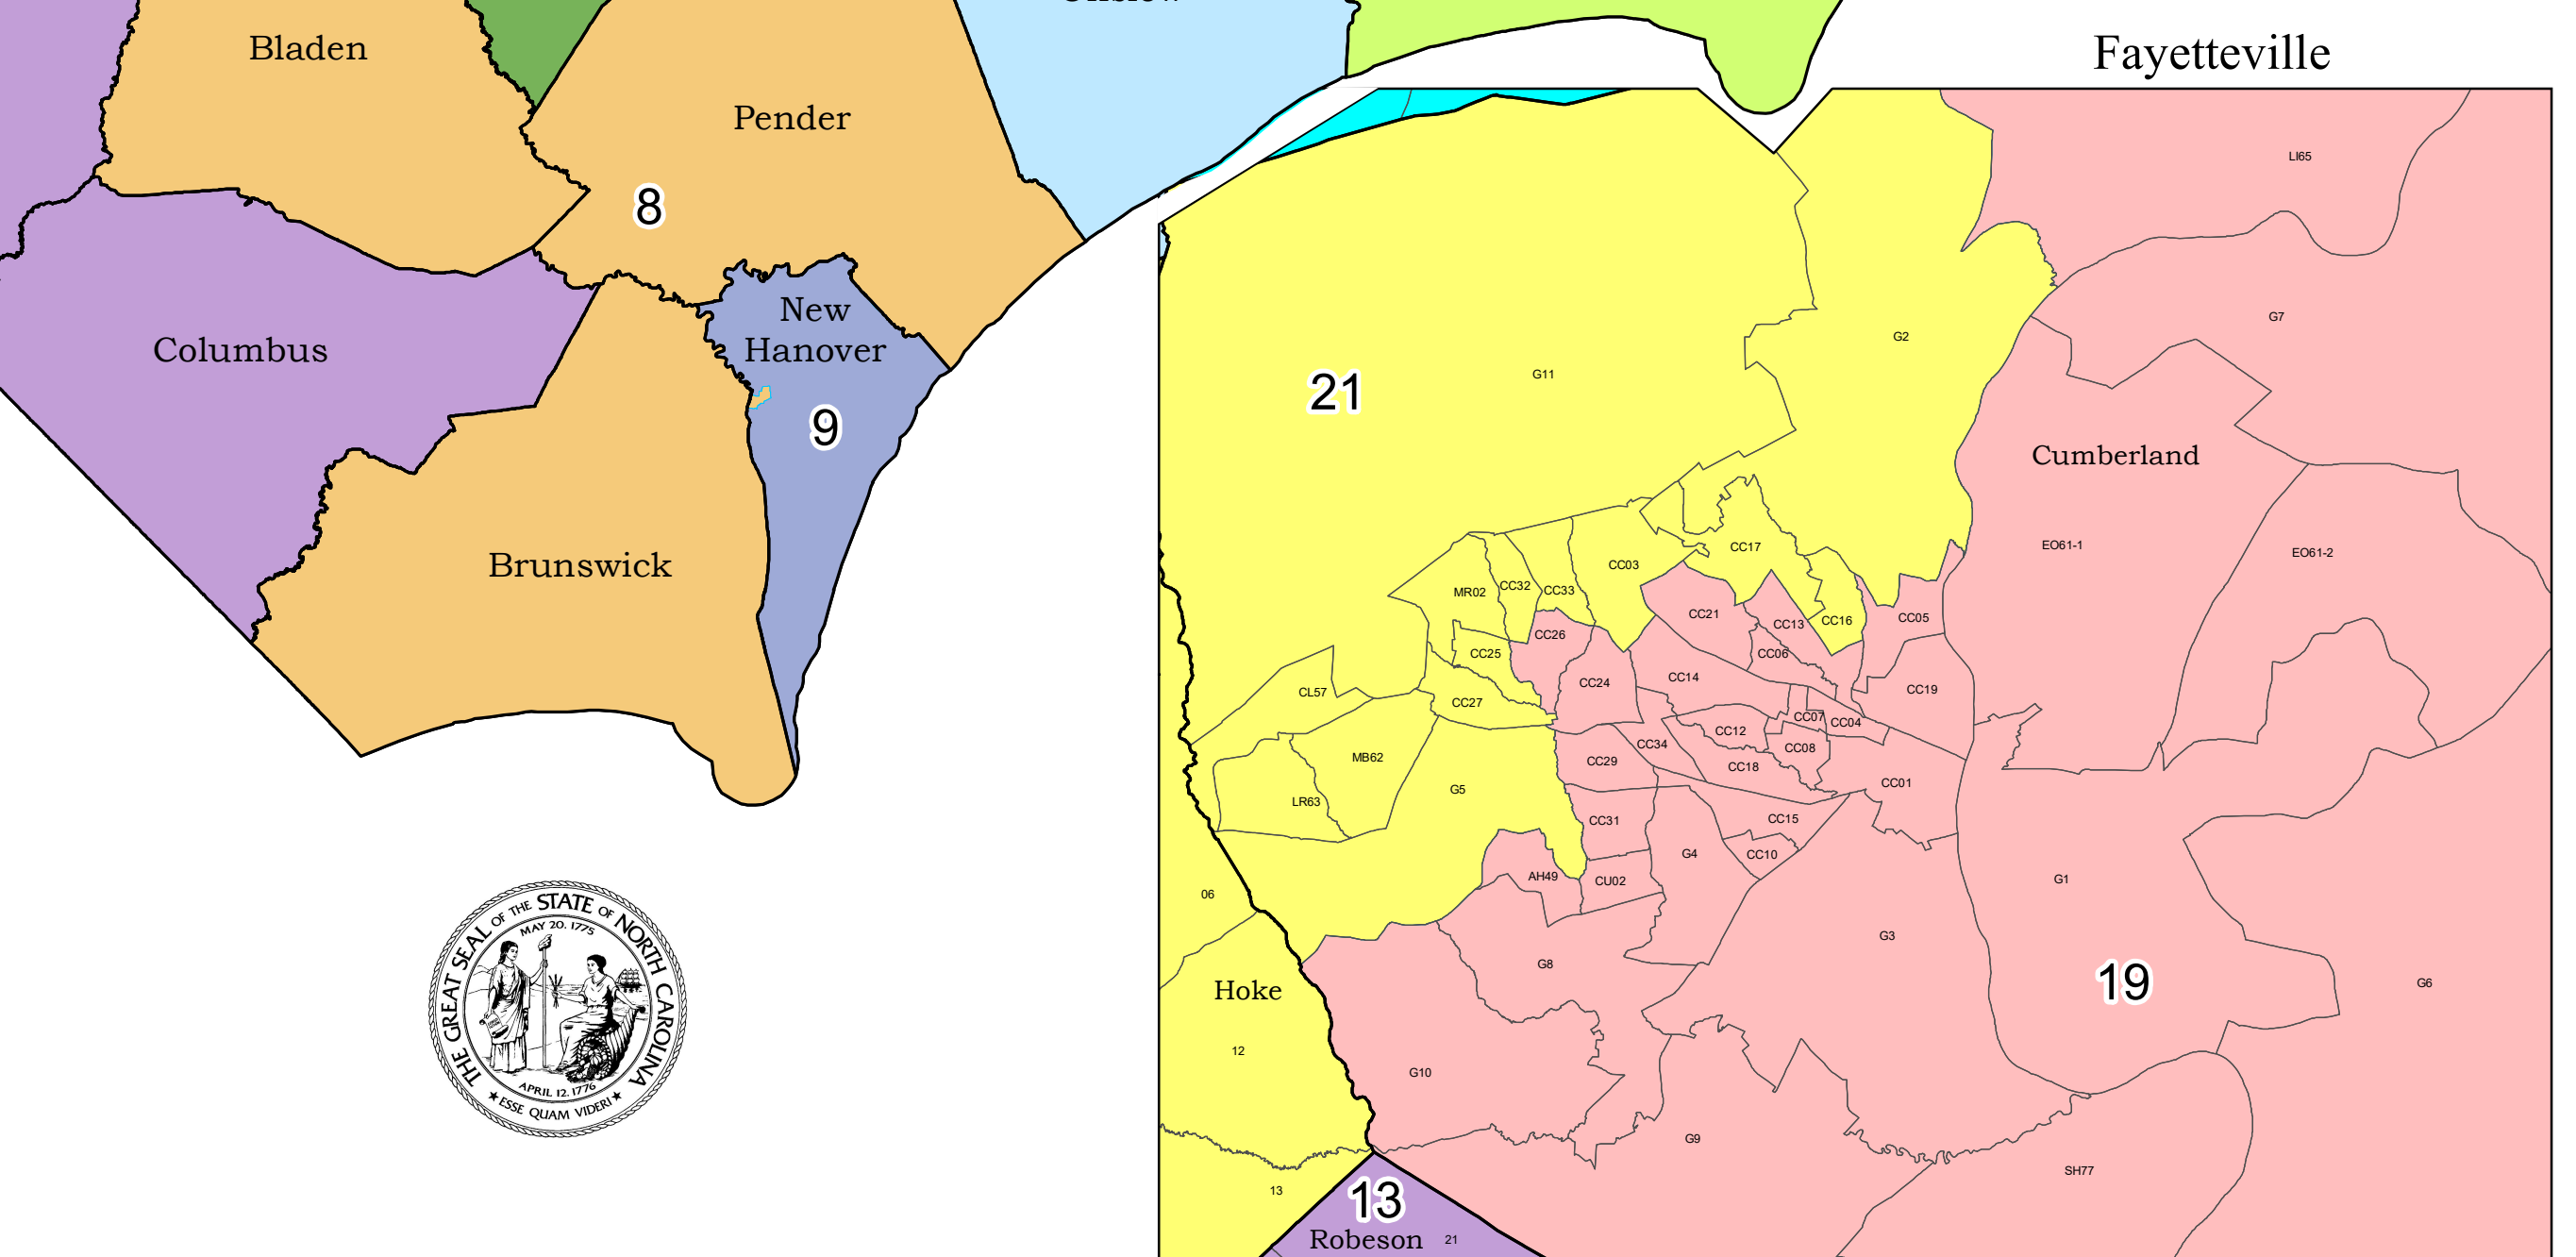 Bladen
Pender
8
Columbus
New
Hanover
9
Brunswick
THE GREAT SEAL OF THE STATE OF NORTH CAROLINA
MAY 20. 1775
APRIL 12. 1776
★ ESSE QUAM VIDERI ★
Fayetteville
LI65
G7
G2
G11
21
Cumberland
EO61-1
EO61-2
CC17
CC03
MR02
CC32
CC33
CC21
CC13
CC16
CC05
CC26
CC25
CC06
CC24
CC14
CC19
CL57
CC27
CC07
CC04
CC12
CC08
CC34
MB62
CC29
CC18
CC01
LR63
G5
CC31
CC15
G4
CC10
AH49
CU02
G1
06
G3
G8
19
G6
Hoke
12
G10
G9
SH77
13
13
Robeson
21